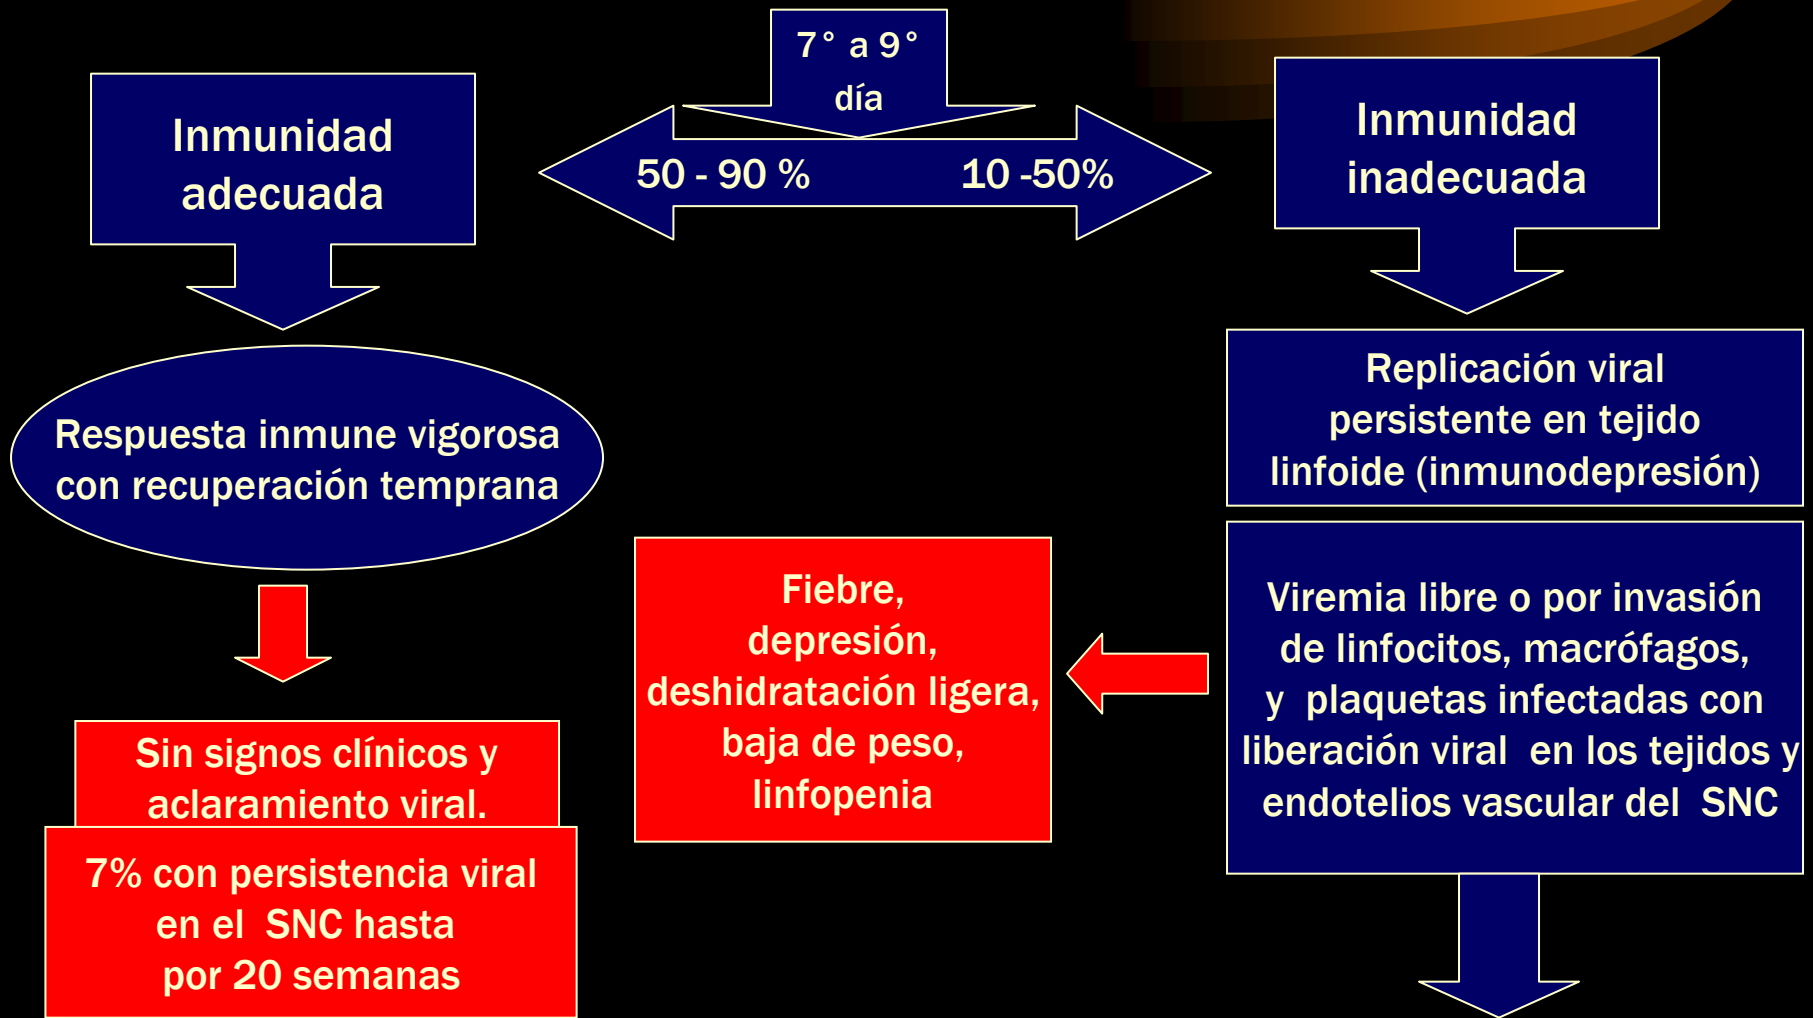 7° a 9°
día
Inmunidad
adecuada
50 - 90 %
10 -50%
Inmunidad
inadecuada
Respuesta inmune vigorosa
con recuperación temprana
Sin signos clínicos y
aclaramiento viral.
7% con persistencia viral
en el SNC hasta
por 20 semanas
Replicación viral
persistente en tejido
linfoide (inmunodepresión)
Viremia libre o por invasión
de linfocitos, macrófagos,
y plaquetas infectadas con
liberación viral en los tejidos y
endotelios vascular del SNC
Fiebre,
depresión,
deshidratación ligera,
baja de peso,
linfopenia